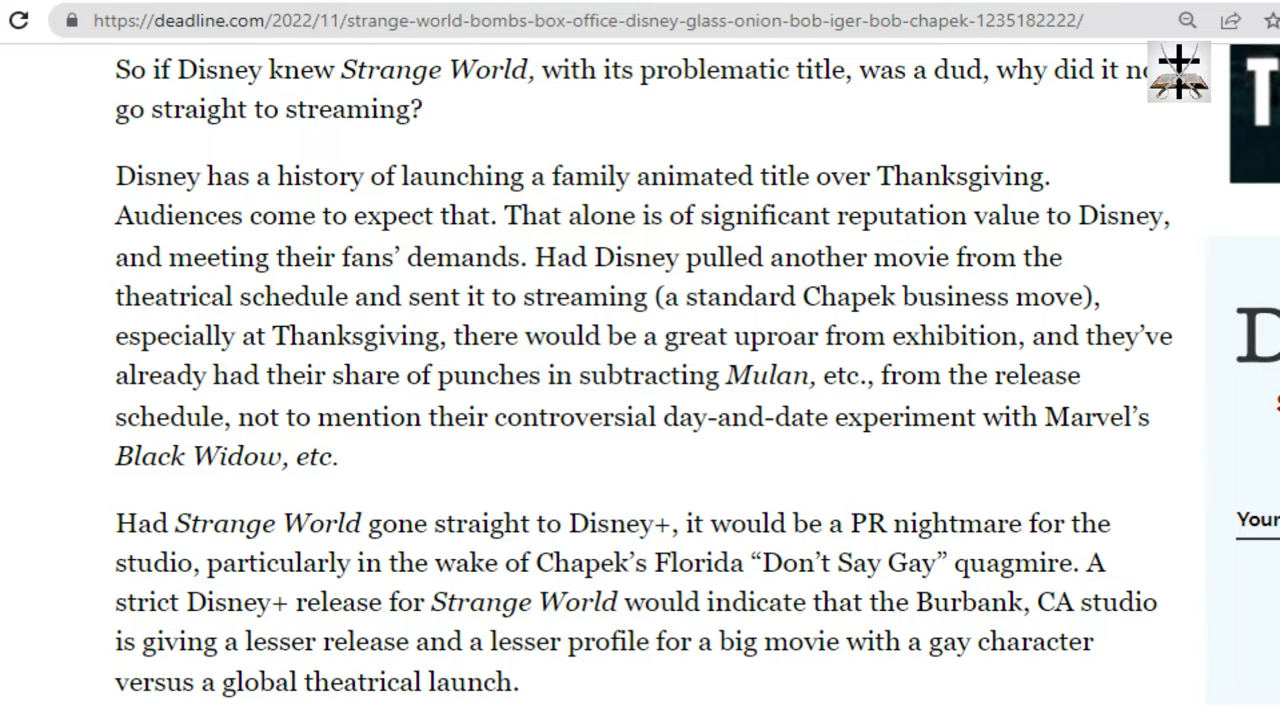 https://deadline.com/2022/11/strange-world-bombs-box-office-disney-glass-onion-bob-iger-bob-chapek-1235182222/
So if Disney knew Strange World, with its problematic title, was a dud, why did it
go straight to streaming?
Disney has a history of launching a family animated title over Thanksgiving.
Audiences come to expect that. That alone is of significant reputation value to Disney,
and meeting their fans’ demands. Had Disney pulled another movie from the
theatrical schedule and sent it to streaming (a standard Chapek business move),
especially at Thanksgiving, there would be a great uproar from exhibition, and they’ve
already had their share of punches in subtracting Mulan, etc., from the release
schedule, not to mention their controversial day-and-date experiment with Marvel’s
Black Widow, etc.
Had Strange World gone straight to Disney+, it would be a PR nightmare for the
studio, particularly in the wake of Chapek’s Florida “Don’t Say Gay” quagmire. A
strict Disney+ release for Strange World would indicate that the Burbank, CA studio
is giving a lesser release and a lesser profile for a big movie with a gay character
versus a global theatrical launch.
T
D
Your